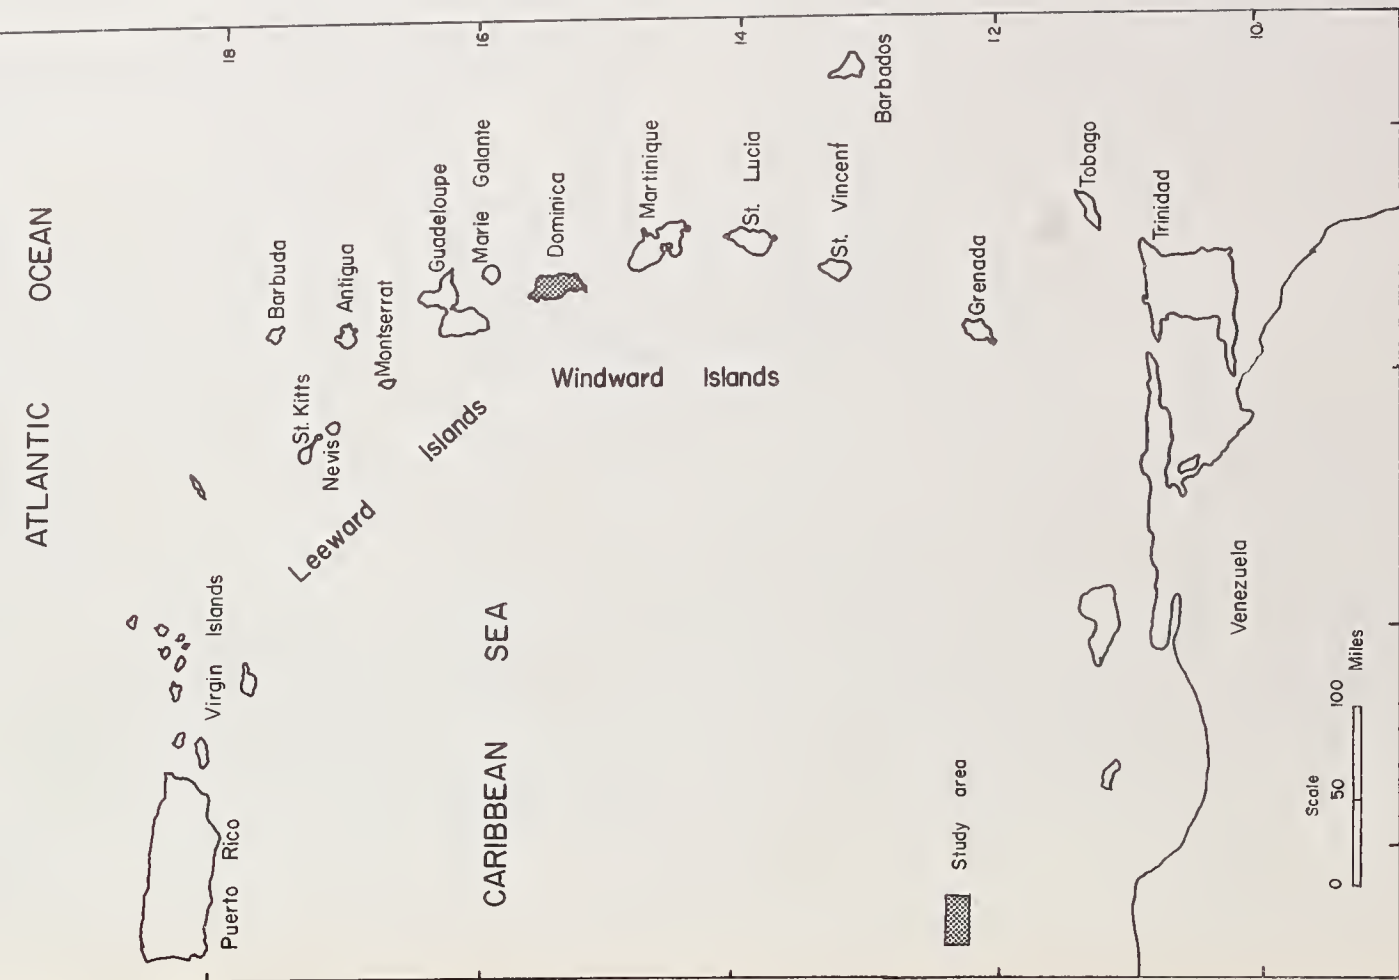 ATLANTIC OCEAN
Puerto Rico
Virgin Islands
18
Barbuda
St. Kitts
Nevis
Antigua
Leeward Islands
Montserrat
Guadeloupe
Marie Galante
16
CARIBBEAN SEA
Dominica
Windward Islands
Martinique
14
St. Lucia
St. Vincent
Barbados
Study area
Grenada
12
Tobago
Trinidad
Venezuela
10
Scale
0 50 100
Miles